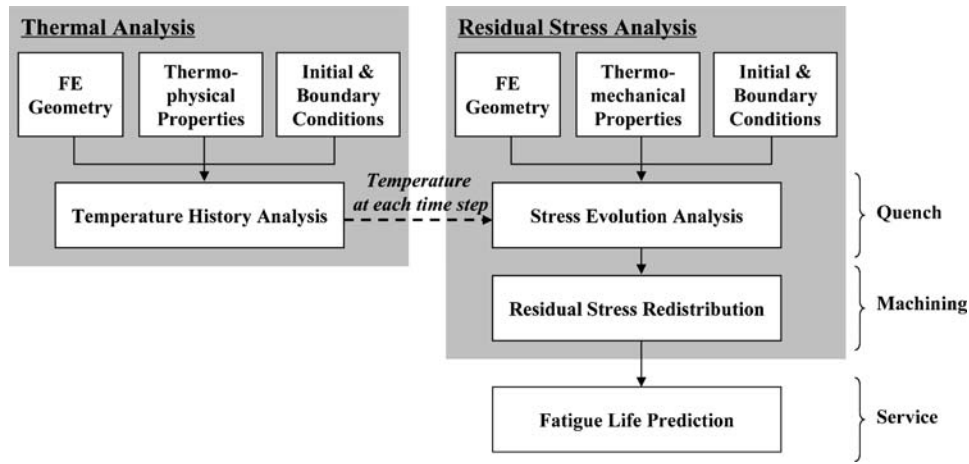 Thermal Analysis
FE
Geometry
Thermo-
physical
Properties
Initial &
Boundary
Conditions
Temperature History Analysis
Temperature
at each time step
Residual Stress Analysis
FE
Geometry
Thermo-
mechanical
Properties
Initial &
Boundary
Conditions
Stress Evolution Analysis
Quench
Residual Stress Redistribution
Machining
Fatigue Life Prediction
Service